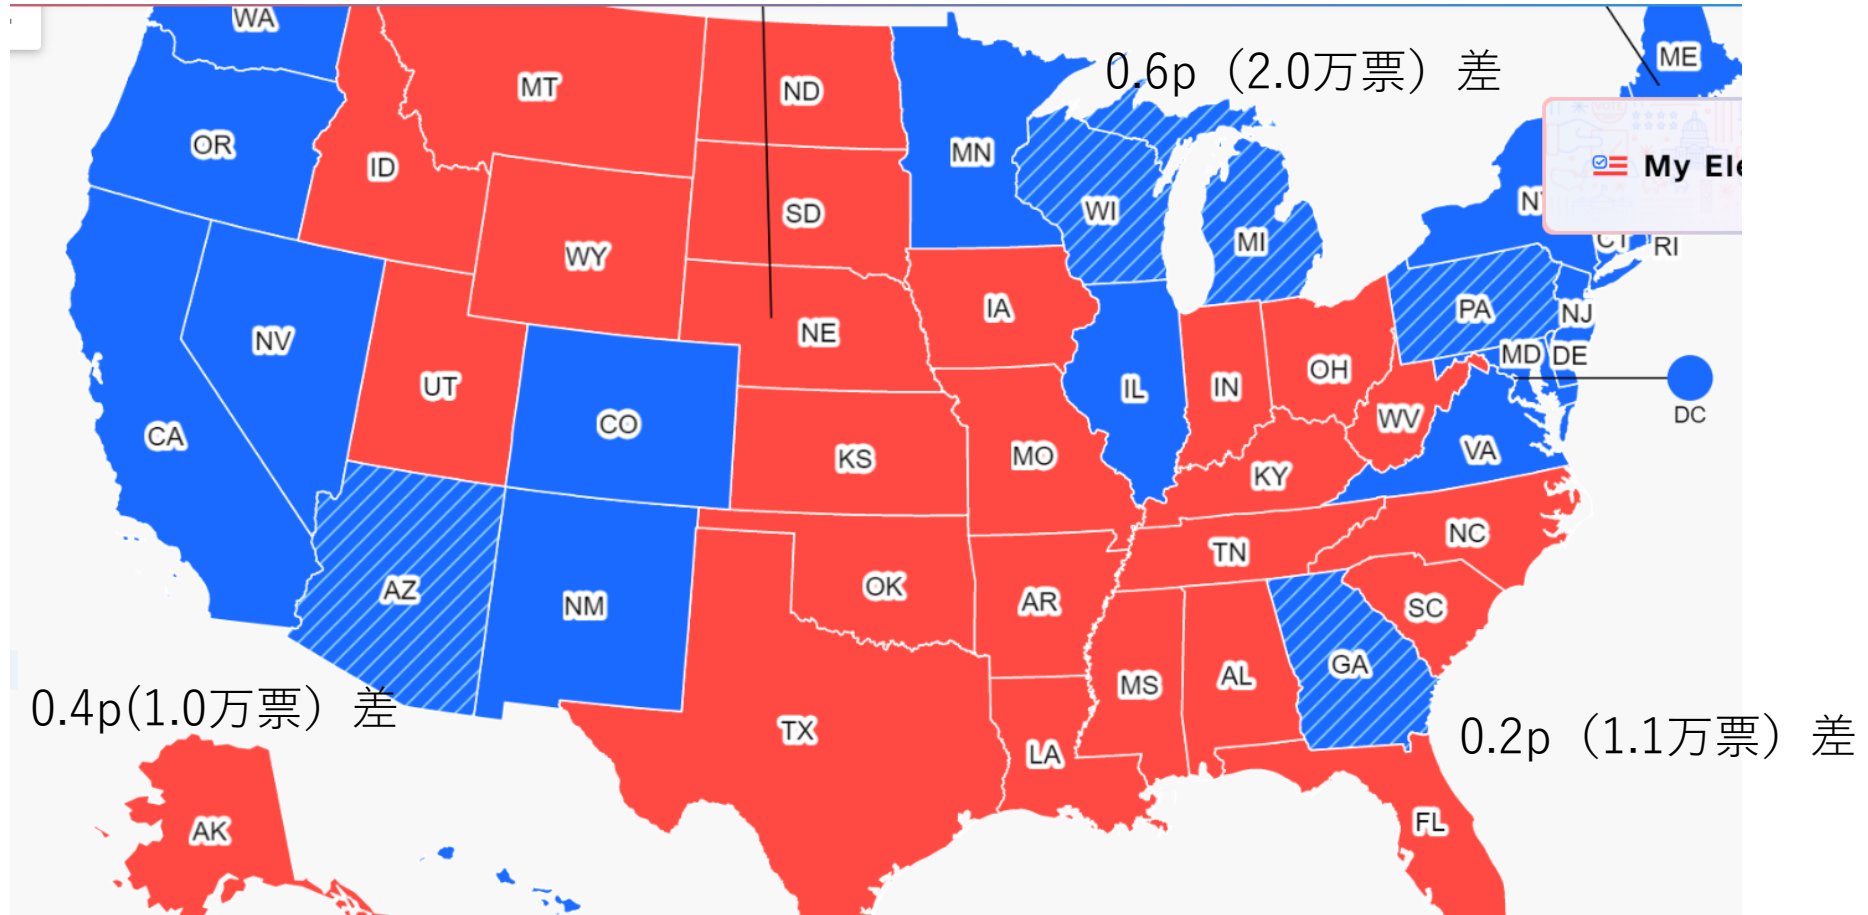 WA
ME
0.6p（2.0万票）差
MT
ND
OR
MN
ID
My Ele
WI
SD
MI
NY
WY
CT
RI
IA
PA
NJ
NE
NV
MD
DE
OH
UT
IN
IL
DC
CO
WV
CA
VA
KS
MO
KY
NC
TN
OK
AZ
AR
NM
SC
GA
AL
MS
0.4p(1.0万票）差
TX
0.2p（1.1万票）差
LA
FL
AK